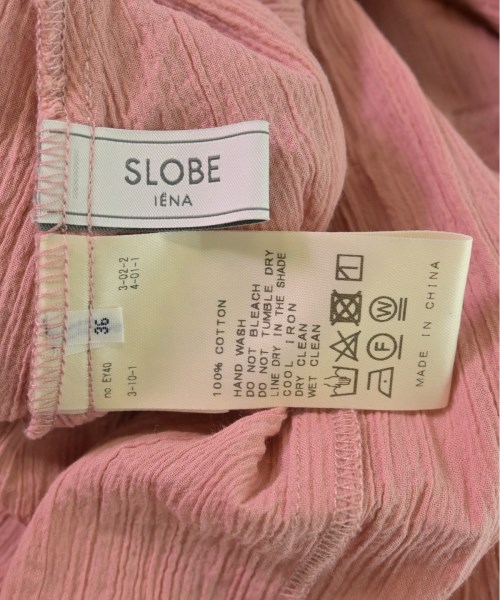 SLOBE
IÉNA
36
no. EY40
3-10-1
3-02-2
4-01-1
100% COTTON
HAND WASH
DO NOT BLEACH
DO NOT TUMBLE DRY
LINE DRY IN THE SHADE
COOL IRON
DRY CLEAN
WET CLEAN
F
W
MADE IN CHINA